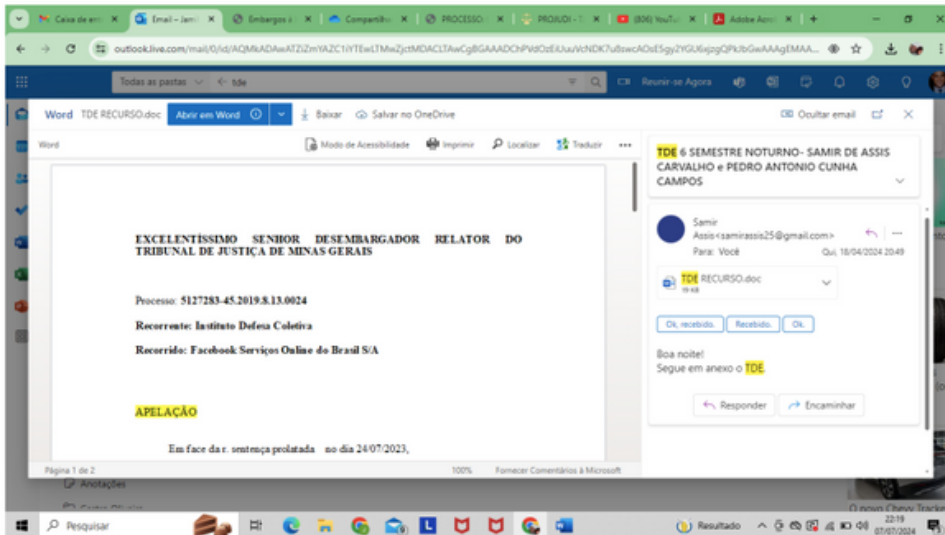 Caixa de em
Email – Jam
Embargos à
Compartilh
PROCESSO
PROJUDI - T
(806) YouTu
Adobe Acro
outlook.live.com/mail/0/id/
Todas as pastas
tde
Reunir-se Agora
Word TDE RECURSO.doc Abrir em Word Baixar Salvar no OneDrive
Ocultar email
Word Modo de Acessibilidade Imprimir Localizar Traduzir
EXCELENTÍSSIMO SENHOR DESEMBARGADOR RELATOR DO
TRIBUNAL DE JUSTIÇA DE MINAS GERAIS
Processo: 5127283-45.2019.8.13.0024
Recorrente: Instituto Defesa Coletiva
Recorrido: Facebook Serviços Online do Brasil S/A
APELAÇÃO
Em face da r. sentença prolatada no dia 24/07/2023,
Página 1 de 2
100%
Fornecer Comentários à Microsoft
TDE 6 SEMESTRE NOTURNO- SAMIR DE ASSIS
CARVALHO e PEDRO ANTONIO CUNHA
CAMPOS
Samir
Assis<samirassis25@gmail.com>
Para: Você
Qui, 18/04/2024 20:49
TDE RECURSO.doc
19 KB
Ok, recebido. Recebido. Ok.
Boa noite!
Segue em anexo o TDE.
Responder Encaminhar
Anotações
O novo Chevy Tracker
Pesquisar
Resultado
22:19
07/07/2024